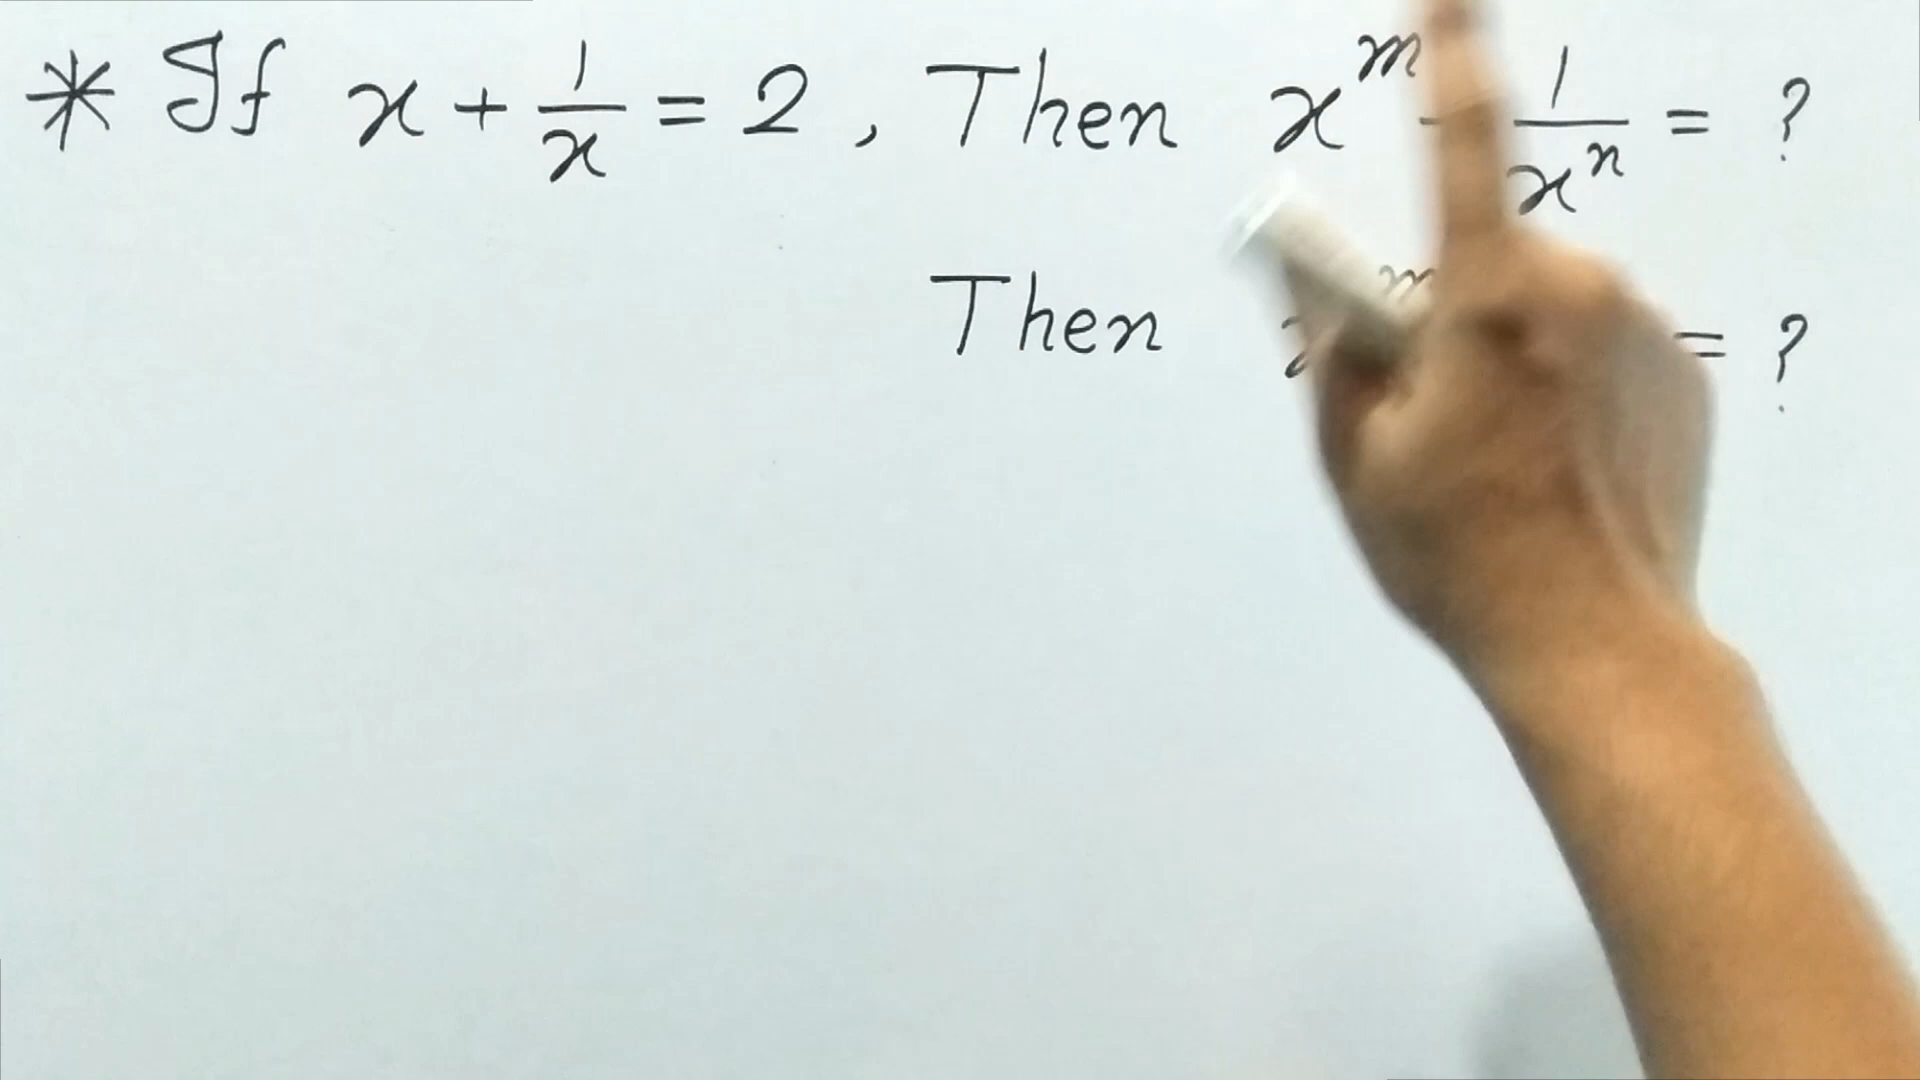 * If x + 1/x = 2, Then x^m 1/x^n = ?
Then m = ?